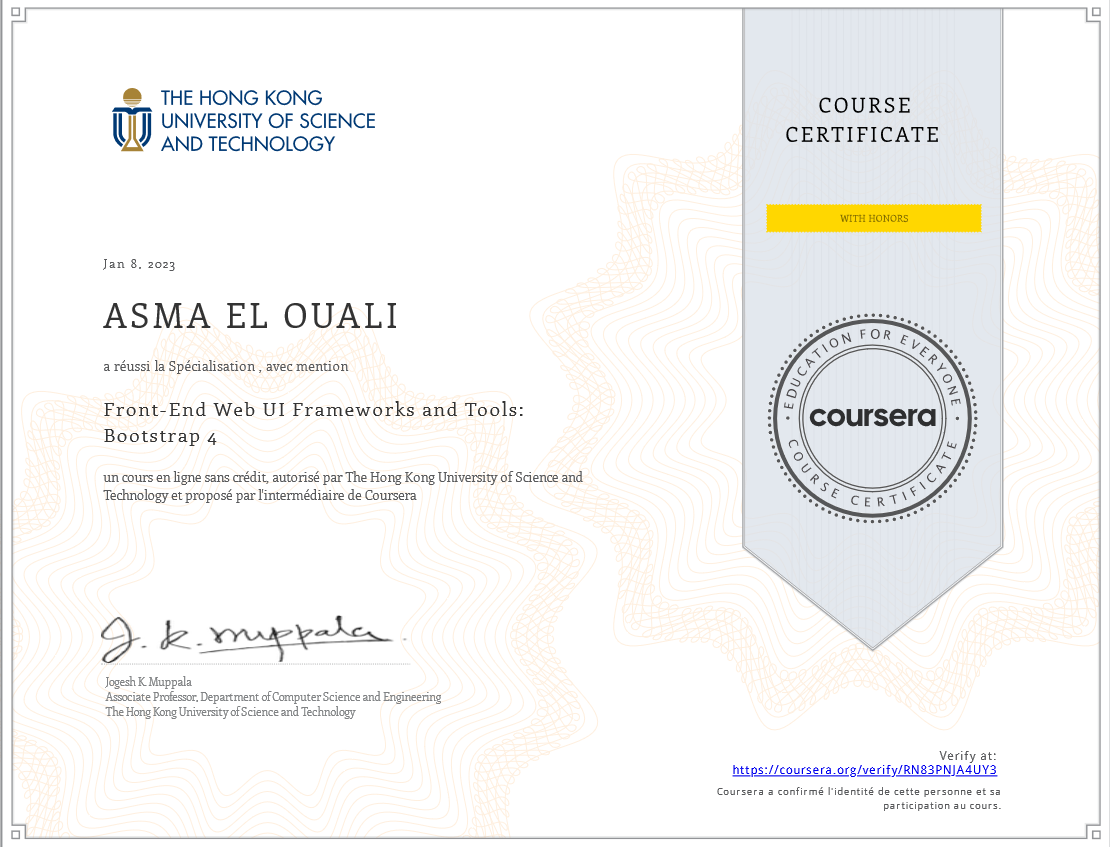 THE HONG KONG
UNIVERSITY OF SCIENCE
AND TECHNOLOGY
COURSE
CERTIFICATE
WITH HONORS
Jan 8, 2023
ASMA EL OUALI
a réussi la Spécialisation , avec mention
Front-End Web UI Frameworks and Tools:
Bootstrap 4
un cours en ligne sans crédit, autorisé par The Hong Kong University of Science and
Technology et proposé par l'intermédiaire de Coursera
EDUCATION FOR EVERYONE
coursera
COURSE CERTIFICATE
J. K. Muppala
Jogesh K. Muppala
Associate Professor, Department of Computer Science and Engineering
The Hong Kong University of Science and Technology
Verify at:
https://coursera.org/verify/RN83PNJA4UY3
Coursera a confirmé l'identité de cette personne et sa
participation au cours.